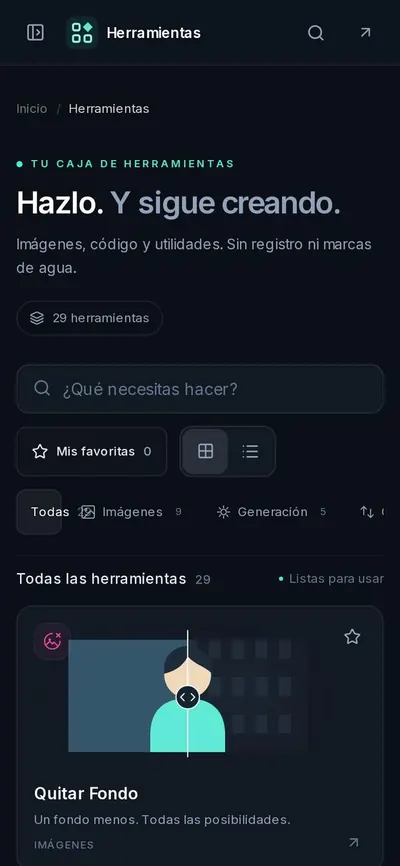 Herramientas
Inicio / Herramientas
TU CAJA DE HERRAMIENTAS
Hazlo. Y sigue creando.
Imágenes, código y utilidades. Sin registro ni marcas
de agua.
29 herramientas
¿Qué necesitas hacer?
Mis favoritas 0
Todas Imágenes 9 Generación 5
Todas las herramientas 29 Listas para usar
Quitar Fondo
Un fondo menos. Todas las posibilidades.
IMÁGENES